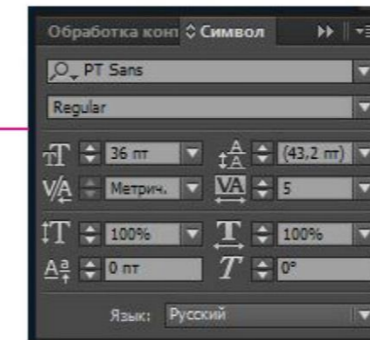 Обработка конт Символ
PT Sans
Regular
36 пт (43,2 пт)
Метрич. 5
100% 100%
0 пт 0°
Язык: Русский